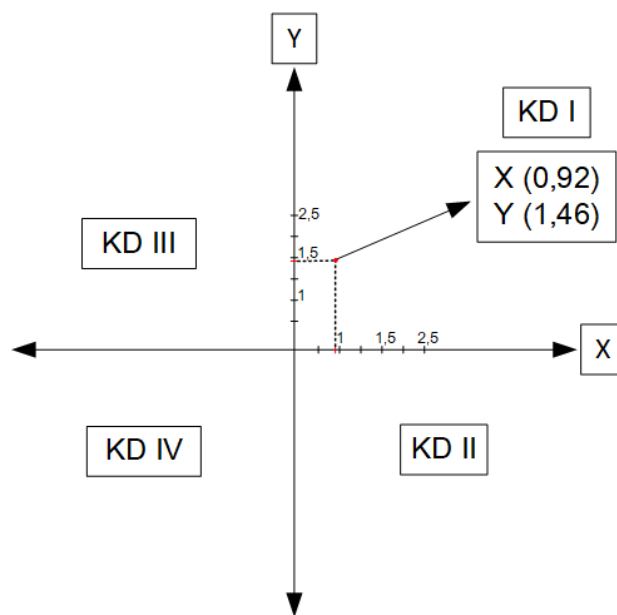 Y
KD I
X (0,92)
Y (1,46)
KD III
2,5
1,5
1
1
1,5
2,5
X
KD IV
KD II